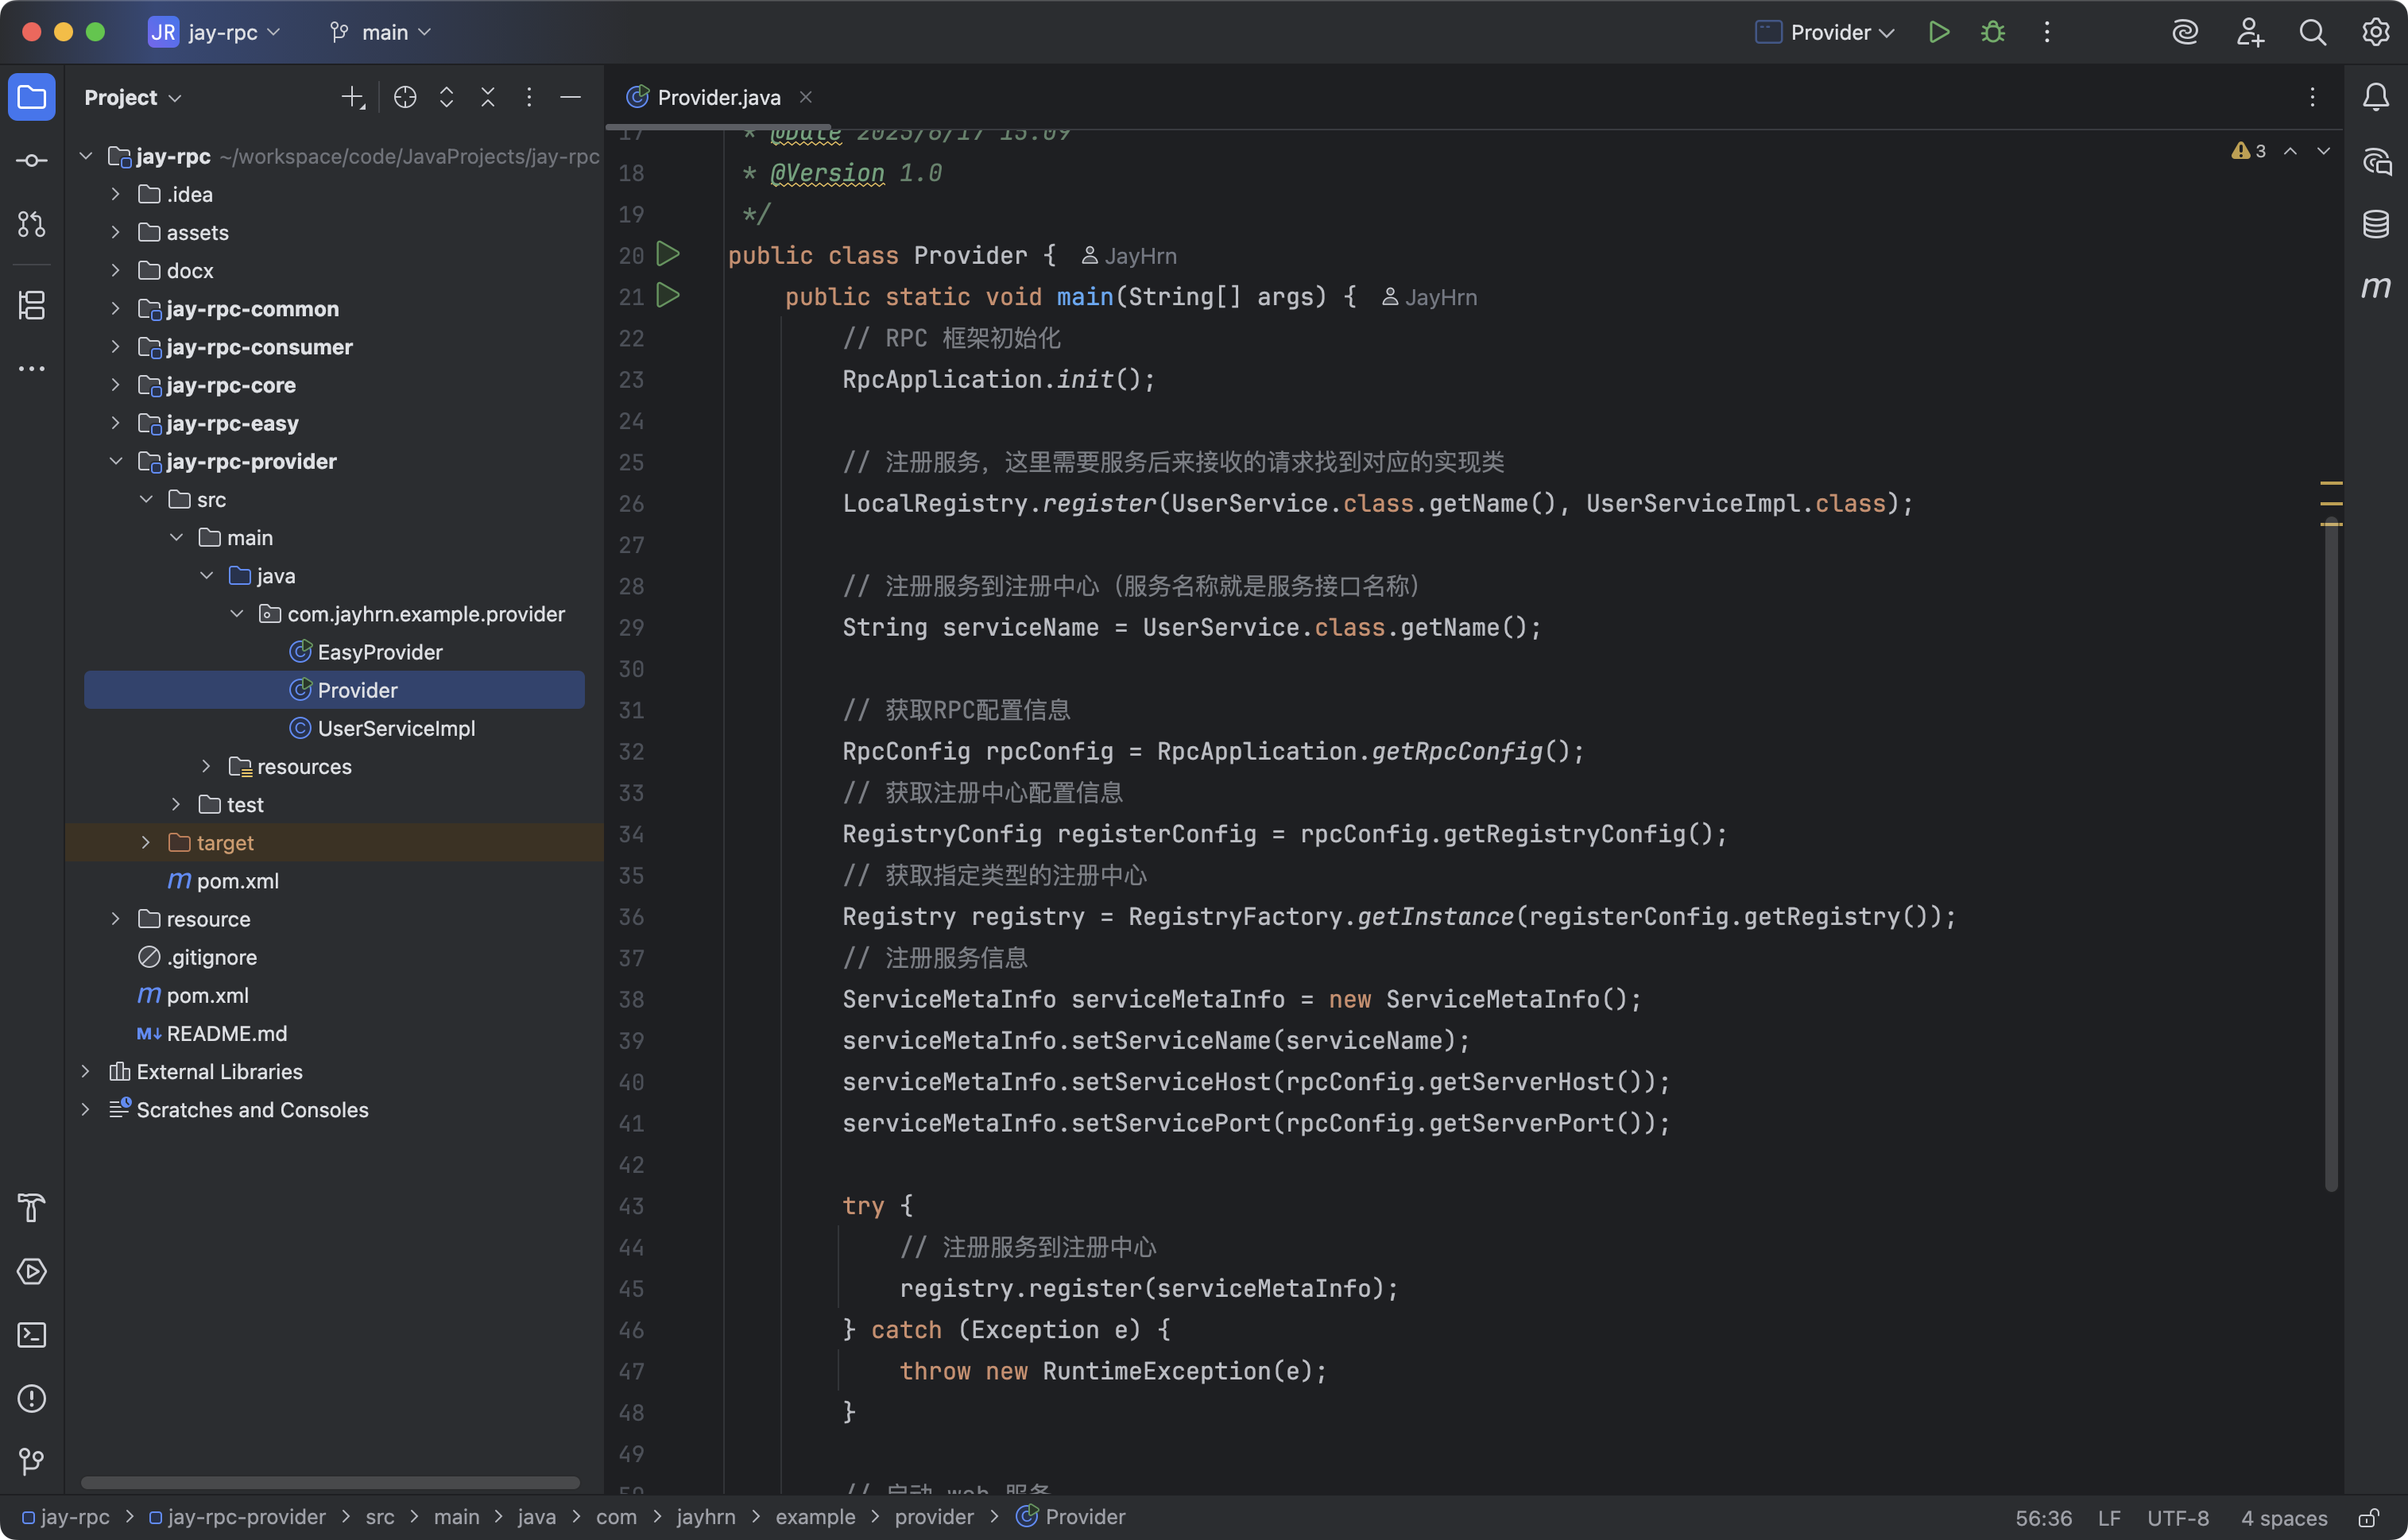 JR jay-rpc main Provider
Project
Provider.java
jay-rpc ~/workspace/code/JavaProjects/jay-rpc
.idea
assets
docx
jay-rpc-common
jay-rpc-consumer
jay-rpc-core
jay-rpc-easy
jay-rpc-provider
src
main
java
com.jayhrn.example.provider
EasyProvider
Provider
UserServiceImpl
resources
test
target
m pom.xml
resource
.gitignore
m pom.xml
M↓ README.md
External Libraries
Scratches and Consoles
3
17 * @Date 2025/6/17 15:09
18 * @Version 1.0
19 */
20 public class Provider { JayHrn
21 public static void main(String[] args) { JayHrn
22 // RPC 框架初始化
23 RpcApplication.init();
24
25 // 注册服务，这里需要服务后来接收的请求找到对应的实现类
26 LocalRegistry.register(UserService.class.getName(), UserServiceImpl.class);
27
28 // 注册服务到注册中心（服务名称就是服务接口名称）
29 String serviceName = UserService.class.getName();
30
31 // 获取RPC配置信息
32 RpcConfig rpcConfig = RpcApplication.getRpcConfig();
33 // 获取注册中心配置信息
34 RegistryConfig registerConfig = rpcConfig.getRegistryConfig();
35 // 获取指定类型的注册中心
36 Registry registry = RegistryFactory.getInstance(registerConfig.getRegistry());
37 // 注册服务信息
38 ServiceMetaInfo serviceMetaInfo = new ServiceMetaInfo();
39 serviceMetaInfo.setServiceName(serviceName);
40 serviceMetaInfo.setServiceHost(rpcConfig.getServerHost());
41 serviceMetaInfo.setServicePort(rpcConfig.getServerPort());
42
43 try {
44 // 注册服务到注册中心
45 registry.register(serviceMetaInfo);
46 } catch (Exception e) {
47 throw new RuntimeException(e);
48 }
49
50 // 启动 web 服务
m
jay-rpc > jay-rpc-provider > src > main > java > com > jayhrn > example > provider > Provider
56:36 LF UTF-8 4 spaces